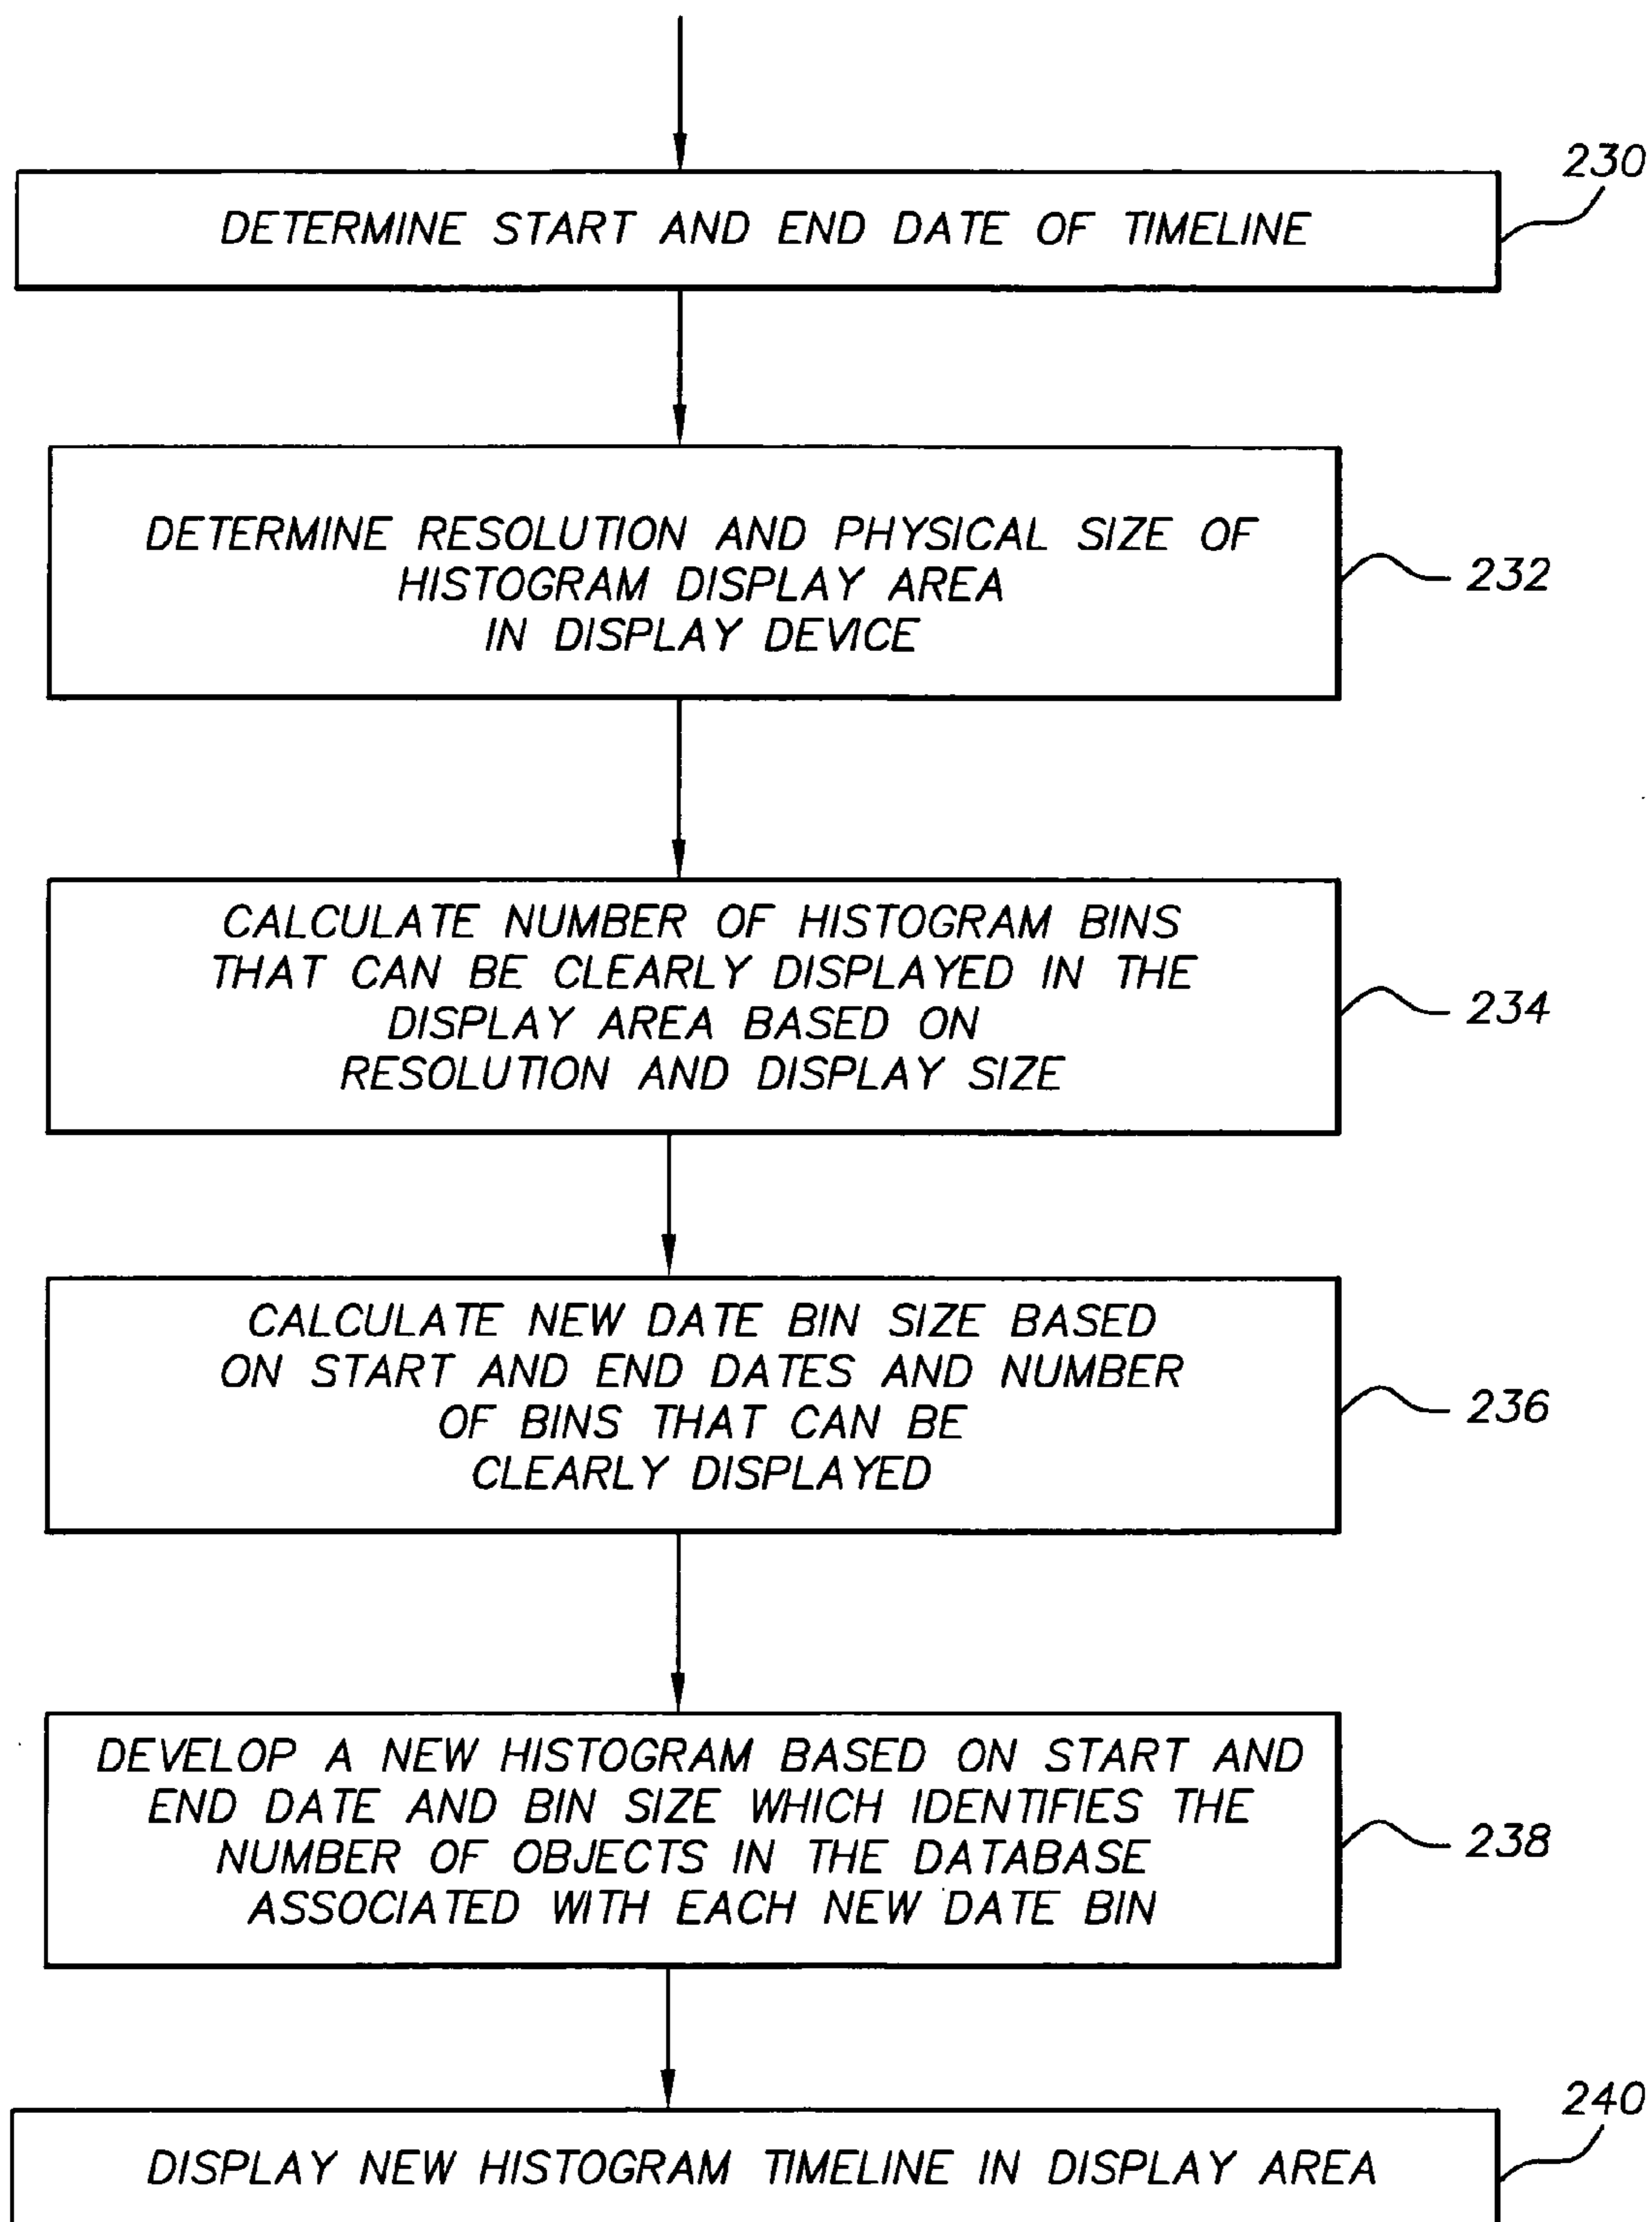 230
DETERMINE START AND END DATE OF TIMELINE
DETERMINE RESOLUTION AND PHYSICAL SIZE OF
HISTOGRAM DISPLAY AREA
IN DISPLAY DEVICE
232
CALCULATE NUMBER OF HISTOGRAM BINS
THAT CAN BE CLEARLY DISPLAYED IN THE
DISPLAY AREA BASED ON
RESOLUTION AND DISPLAY SIZE
234
CALCULATE NEW DATE BIN SIZE BASED
ON START AND END DATES AND NUMBER
OF BINS THAT CAN BE
CLEARLY DISPLAYED
236
DEVELOP A NEW HISTOGRAM BASED ON START AND
END DATE AND BIN SIZE WHICH IDENTIFIES THE
NUMBER OF OBJECTS IN THE DATABASE
ASSOCIATED WITH EACH NEW DATE BIN
238
240
DISPLAY NEW HISTOGRAM TIMELINE IN DISPLAY AREA